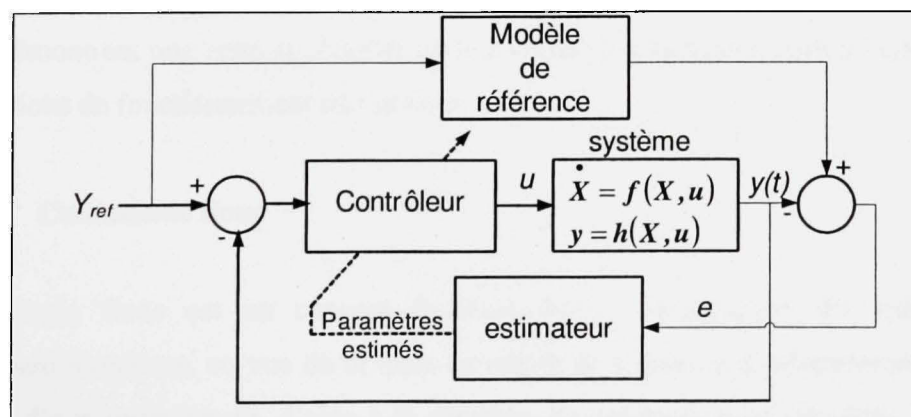 Modèle
de
référence
système
Y_ref
+
-
Contrôleur
u
Ẋ = f(X,u)
y = h(X,u)
y(t)
+
-
Paramètres
estimés
estimateur
e